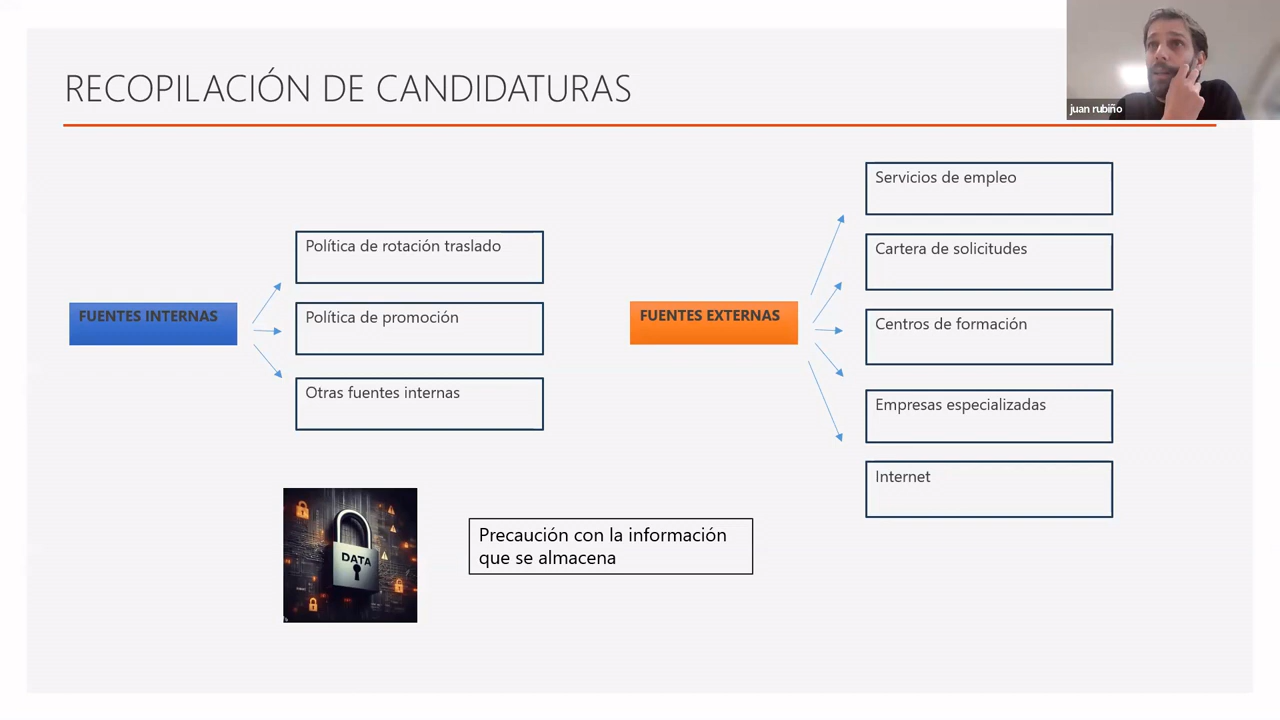 RECOPILACIÓN DE CANDIDATURAS
juan rubiño
FUENTES INTERNAS
Política de rotación traslado
Política de promoción
Otras fuentes internas
FUENTES EXTERNAS
Servicios de empleo
Cartera de solicitudes
Centros de formación
Empresas especializadas
Internet
DATA
Precaución con la información
que se almacena